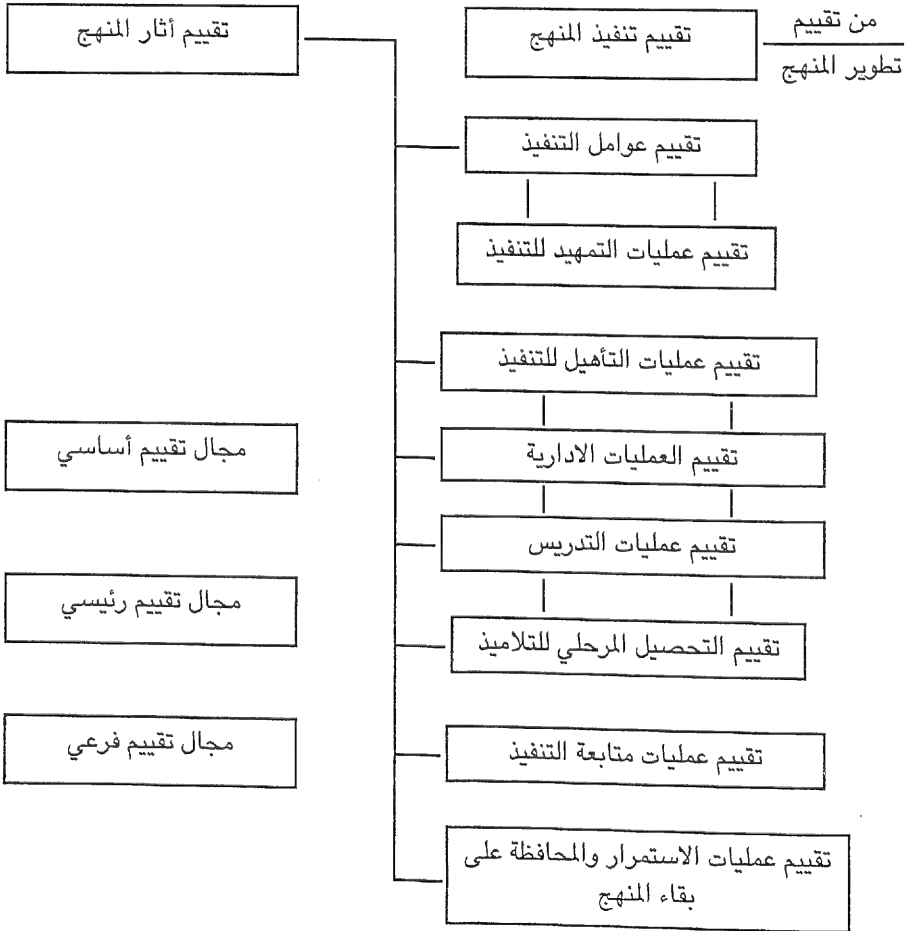 من تقييم
تطوير المنهج
تقييم تنفيذ المنهج
تقييم أثار المنهج
تقييم عوامل التنفيذ
تقييم عمليات التمهيد للتنفيذ
تقييم عمليات التأهيل للتنفيذ
تقييم العمليات الادارية
تقييم عمليات التدريس
تقييم التحصيل المرحلي للتلاميذ
تقييم عمليات متابعة التنفيذ
تقييم عمليات الاستمرار والمحافظة على
بقاء المنهج
مجال تقييم أساسي
مجال تقييم رئيسي
مجال تقييم فرعي